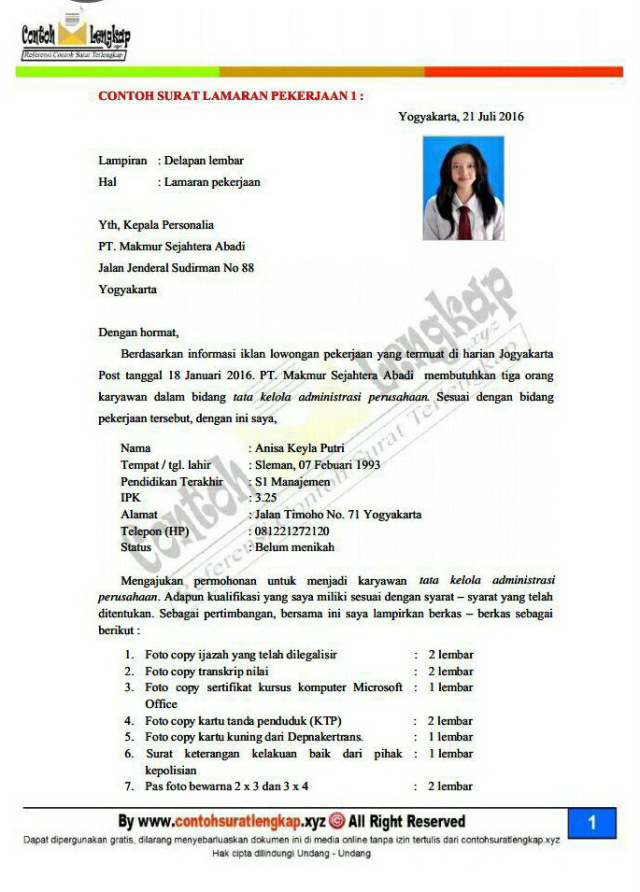 Contoh Lengkap
.xyz
Referensi Contoh Surat Terlengkap
CONTOH SURAT LAMARAN PEKERJAAN 1 :
Yogyakarta, 21 Juli 2016
Lampiran : Delapan lembar
Hal : Lamaran pekerjaan
Yth, Kepala Personalia
PT. Makmur Sejahtera Abadi
Jalan Jenderal Sudirman No 88
Yogyakarta
Dengan hormat,
Berdasarkan informasi iklan lowongan pekerjaan yang termuat di harian Jogyakarta
Post tanggal 18 Januari 2016. PT. Makmur Sejahtera Abadi membutuhkan tiga orang
karyawan dalam bidang tata kelola administrasi perusahaan. Sesuai dengan bidang
pekerjaan tersebut, dengan ini saya,
Nama : Anisa Keyla Putri
Tempat / tgl. lahir : Sleman, 07 Febuari 1993
Pendidikan Terakhir : S1 Manajemen
IPK : 3.25
Alamat : Jalan Timoho No. 71 Yogyakarta
Telepon (HP) : 081221272120
Status : Belum menikah
Contoh Lengkap
.xyz
Referensi Contoh Surat Terlengkap
Mengajukan permohonan untuk menjadi karyawan tata kelola administrasi
perusahaan. Adapun kualifikasi yang saya miliki sesuai dengan syarat – syarat yang telah
ditentukan. Sebagai pertimbangan, bersama ini saya lampirkan berkas – berkas sebagai
berikut :
1. Foto copy ijazah yang telah dilegalisir : 2 lembar
2. Foto copy transkrip nilai : 2 lembar
3. Foto copy sertifikat kursus komputer Microsoft : 1 lembar
Office
4. Foto copy kartu tanda penduduk (KTP) : 2 lembar
5. Foto copy kartu kuning dari Depnakertrans. : 1 lembar
6. Surat keterangan kelakuan baik dari pihak : 1 lembar
kepolisian
7. Pas foto bewarna 2 x 3 dan 3 x 4 : 2 lembar
By www.contohsuratlengkap.xyz © All Right Reserved
1
Dapat dipergunakan gratis, dilarang menyebarluaskan dokumen ini di media online tanpa izin tertulis dari contohsuratlengkap.xyz
Hak cipta dilindungi Undang - Undang